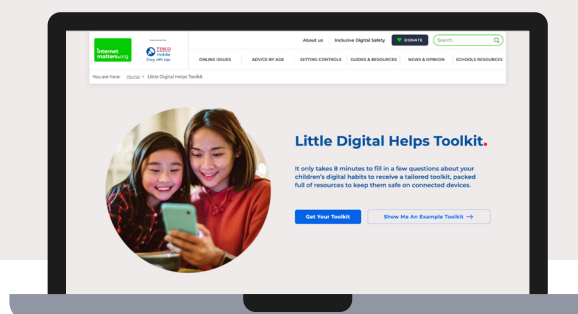 About us Inclusive Digital Safety DONATE Search
internet
matters.org
TESCO
mobile
Every little helps
ONLINE ISSUES ADVICE BY AGE SETTING CONTROLS GUIDES & RESOURCES NEWS & OPINION SCHOOLS RESOURCES
You are here: Home > Little Digital Helps Toolkit
Little Digital Helps Toolkit.
It only takes 8 minutes to fill in a few questions about your
children's digital habits to receive a tailored toolkit, packed
full of resources to keep them safe on connected devices.
Get Your Toolkit
Show Me An Example Toolkit →